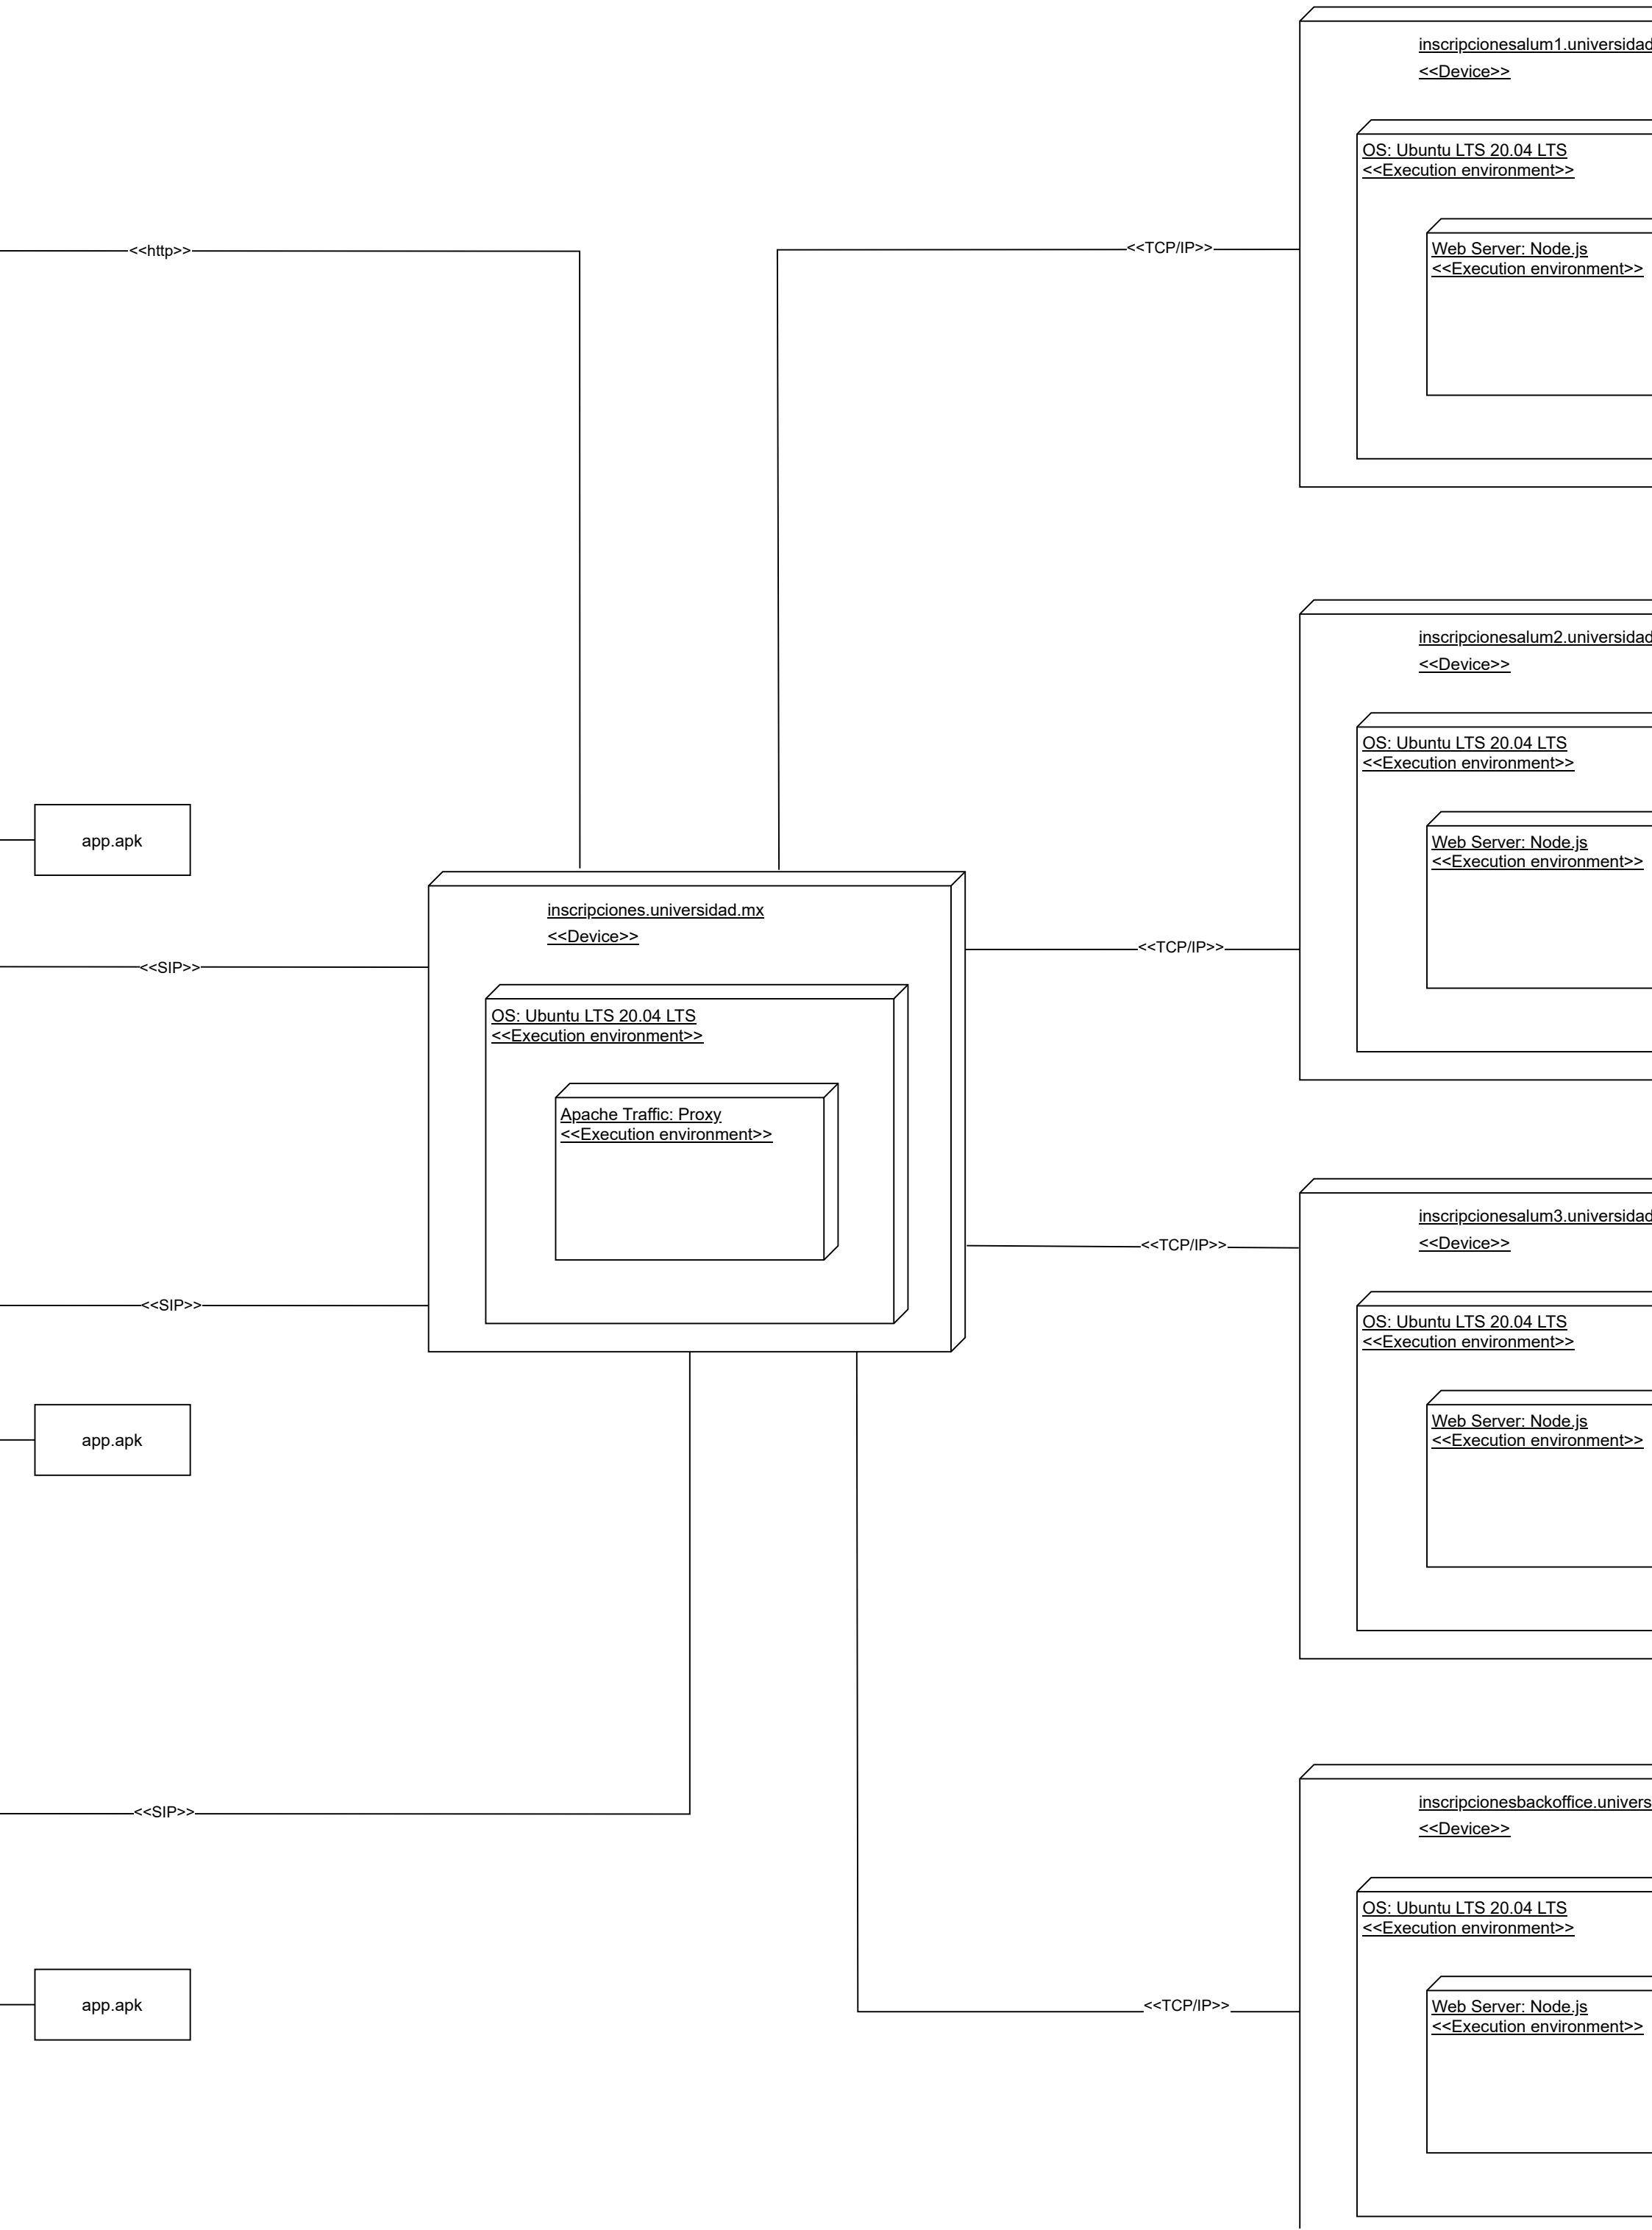 inscripcionesalum1.universidad
<<Device>>
OS: Ubuntu LTS 20.04 LTS
<<Execution environment>>
Web Server: Node.js
<<Execution environment>>
<<http>>
<<TCP/IP>>
inscripcionesalum2.universidad
<<Device>>
OS: Ubuntu LTS 20.04 LTS
<<Execution environment>>
Web Server: Node.js
<<Execution environment>>
app.apk
inscripciones.universidad.mx
<<Device>>
<<SIP>>
<<TCP/IP>>
OS: Ubuntu LTS 20.04 LTS
<<Execution environment>>
Apache Traffic: Proxy
<<Execution environment>>
inscripcionesalum3.universidad
<<Device>>
<<TCP/IP>>
<<SIP>>
OS: Ubuntu LTS 20.04 LTS
<<Execution environment>>
Web Server: Node.js
<<Execution environment>>
app.apk
<<SIP>>
inscripcionesbackoffice.univers
<<Device>>
OS: Ubuntu LTS 20.04 LTS
<<Execution environment>>
Web Server: Node.js
<<Execution environment>>
app.apk
<<TCP/IP>>